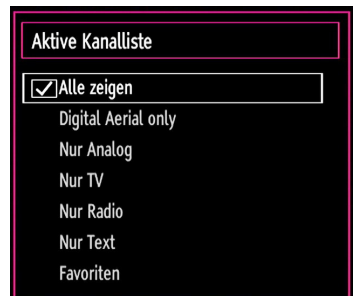 Aktive Kanalliste
Alle zeigen
Digital Aerial only
Nur Analog
Nur TV
Nur Radio
Nur Text
Favoriten